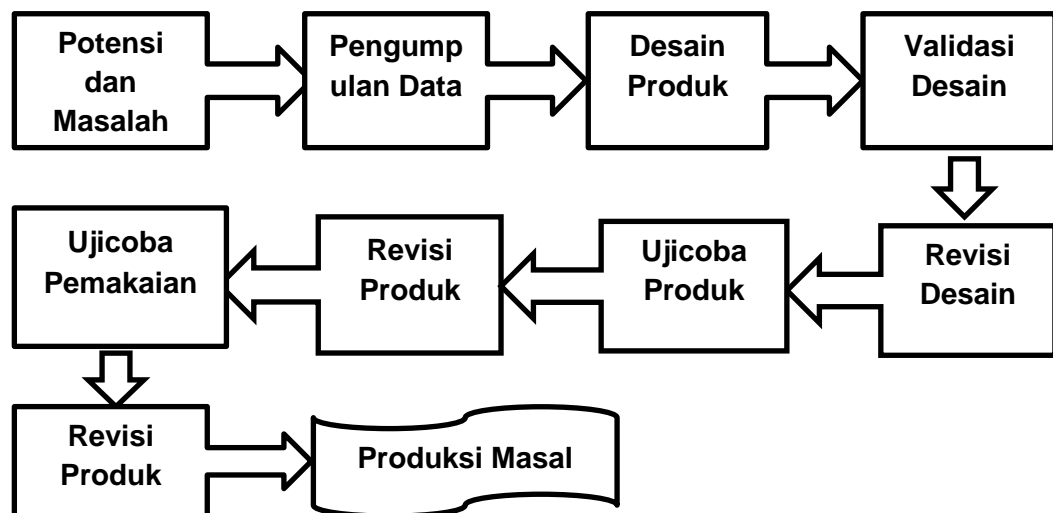 Potensi
dan
Masalah
Pengump
ulan Data
Desain
Produk
Validasi
Desain
Revisi
Desain
Ujicoba
Produk
Revisi
Produk
Ujicoba
Pemakaian
Revisi
Produk
Produksi Masal